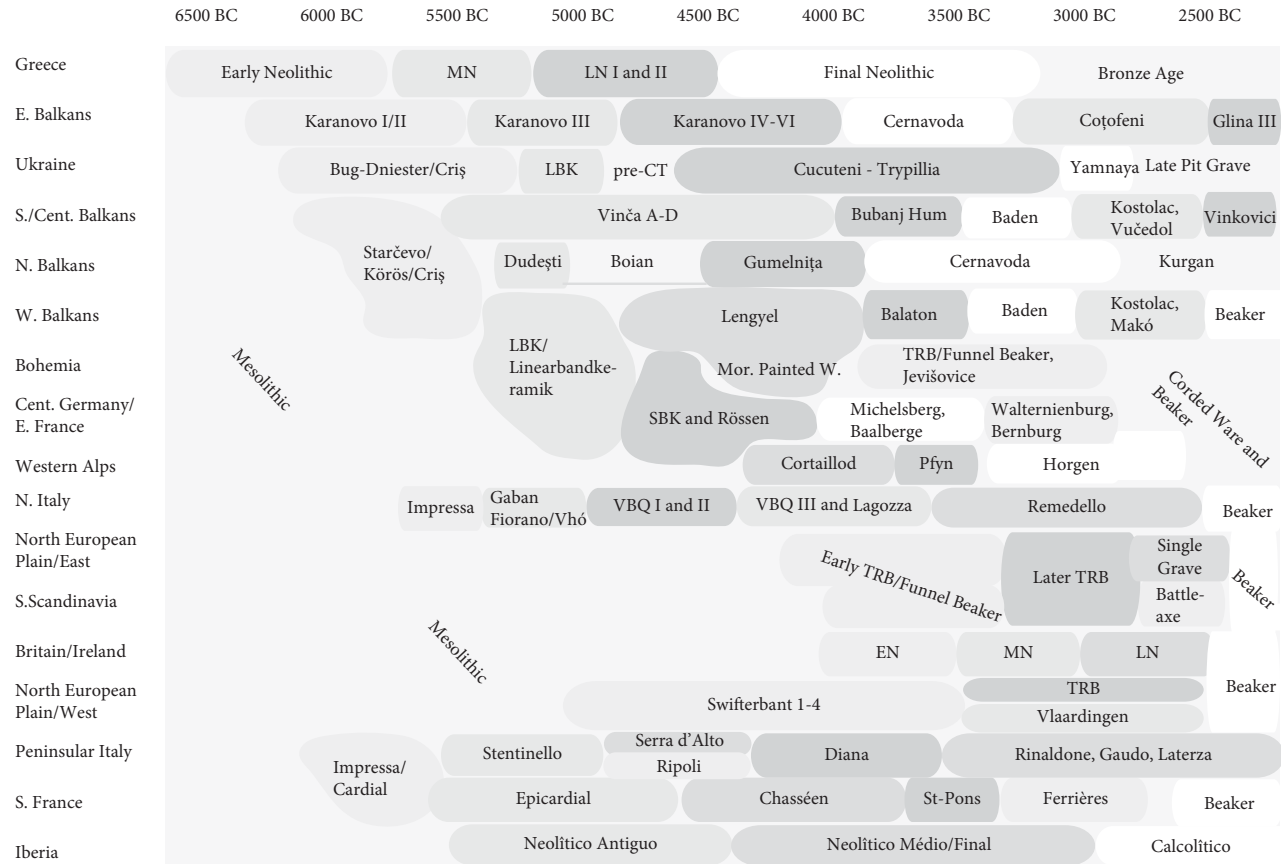 6500 BC 6000 BC 5500 BC 5000 BC 4500 BC 4000 BC 3500 BC 3000 BC 2500 BC
Greece
Early Neolithic
MN
LN I and II
Final Neolithic
Bronze Age
E. Balkans
Karanovo I/II
Karanovo III
Karanovo IV-VI
Cernavoda
Coțofeni
Glina III
Ukraine
Bug-Dniester/Criş
LBK
pre-CT
Cucuteni - Trypillia
Yamnaya
Late Pit Grave
S./Cent. Balkans
Starčevo/
Körös/Criş
Vinča A-D
Bubanj Hum
Baden
Kostolac,
Vučedol
Vinkovici
N. Balkans
Dudeşti
Boian
Gumelnița
Cernavoda
Kurgan
W. Balkans
Lengyel
Balaton
Baden
Kostolac,
Makó
Beaker
Mesolithic
LBK/
Linearbandke-
ramik
Bohemia
Mor. Painted W.
TRB/Funnel Beaker,
Jevišovice
Corded Ware and
Beaker
Cent. Germany/
E. France
SBK and Rössen
Michelsberg,
Baalberge
Walternienburg,
Bernburg
Western Alps
Cortaillod
Pfyn
Horgen
N. Italy
Impressa
Gaban
Fiorano/Vhó
VBQ I and II
VBQ III and Lagozza
Remedello
Beaker
North European
Plain/East
Early TRB/Funnel Beaker
Later TRB
Single
Grave
Beaker
S.Scandinavia
Battle-
axe
Mesolithic
Britain/Ireland
EN
MN
LN
Beaker
North European
Plain/West
Swifterbant 1-4
TRB
Vlaardingen
Peninsular Italy
Impressa/
Cardial
Stentinello
Serra d’Alto
Ripoli
Diana
Rinaldone, Gaudo, Laterza
S. France
Epicardial
Chasséen
St-Pons
Ferrières
Beaker
Iberia
Neolîtico Antiguo
Neolîtico Médio/Final
Calcolîtico